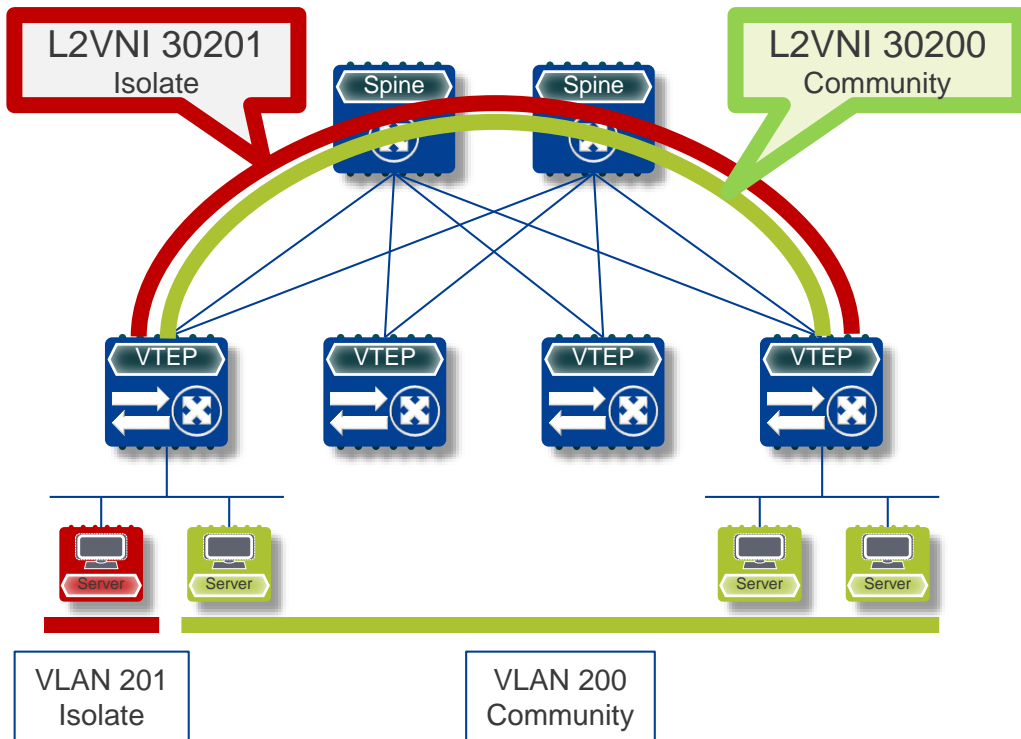 L2VNI 30201
Isolate
L2VNI 30200
Community
Spine
Spine
VTEP
VTEP
VTEP
VTEP
Server
Server
Server
Server
VLAN 201
Isolate
VLAN 200
Community